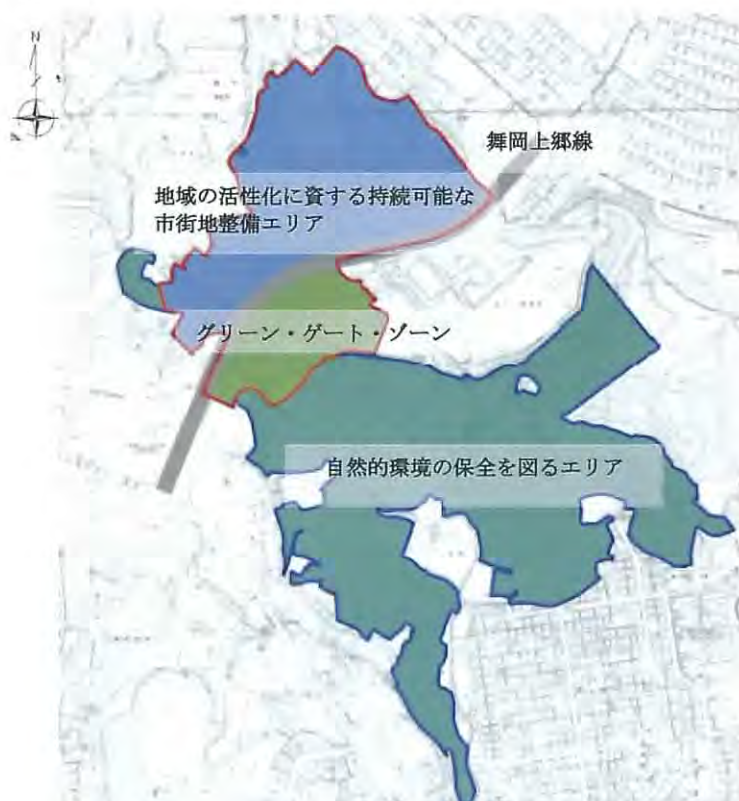 N
舞岡上郷線
地域の活性化に資する持続可能な
市街地整備エリア
グリーン・ゲート・ゾーン
自然的環境の保全を図るエリア